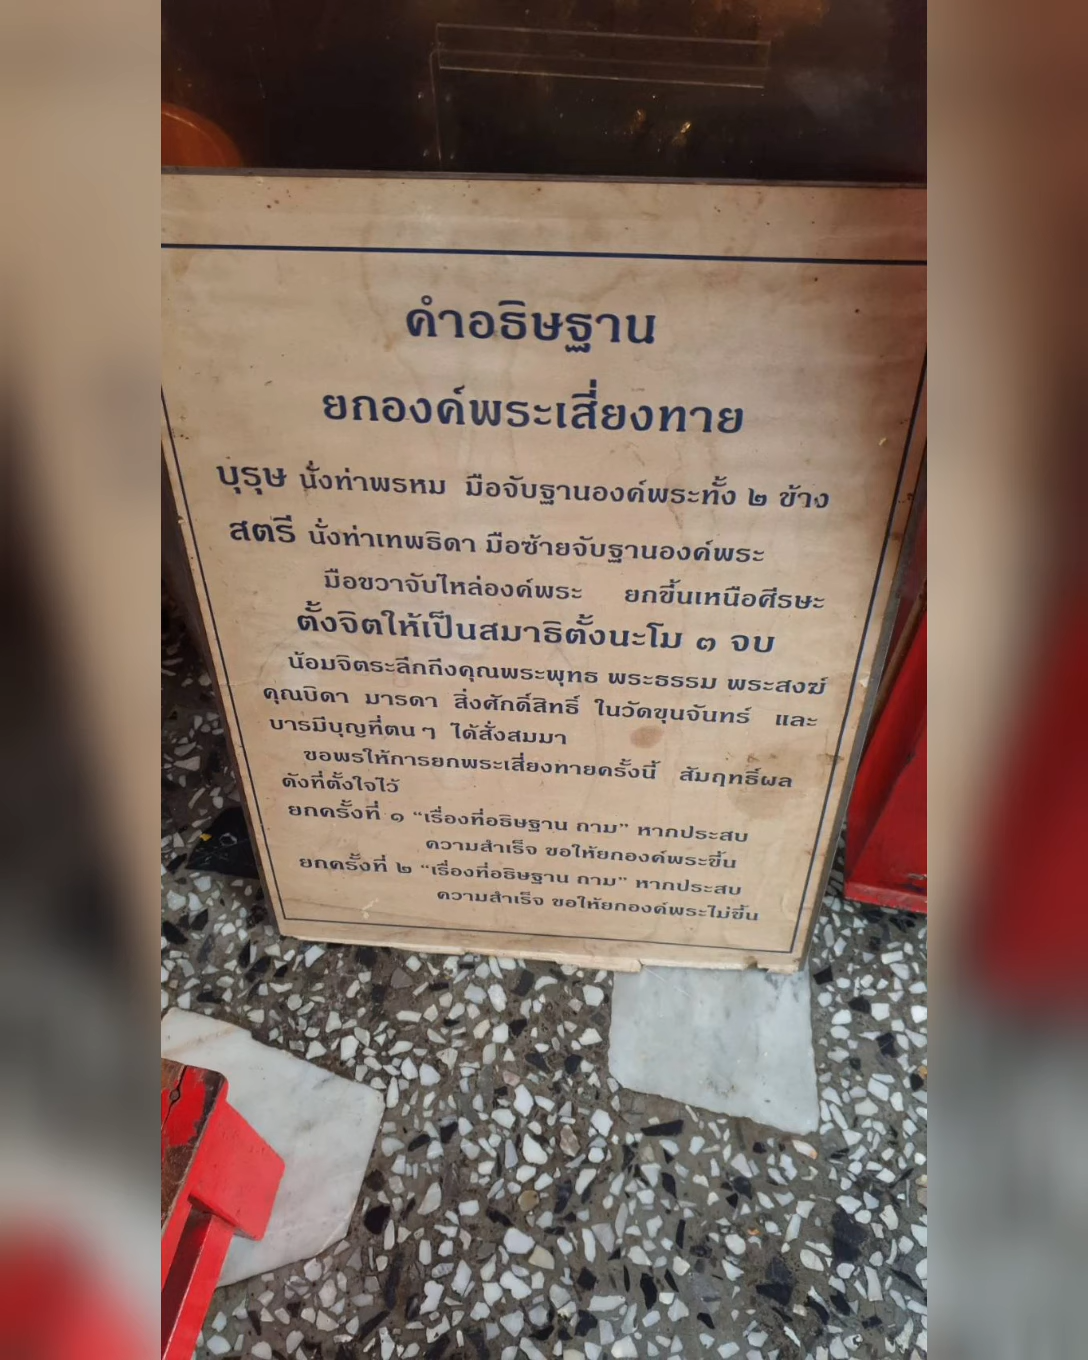 คำอธิษฐาน
ยกองค์พระเสี่ยงทาย
บุรุษ นั่งท่าพรหม มือจับฐานองค์พระทั้ง ๒ ข้าง
สตรี นั่งท่าเทพธิดา มือซ้ายจับฐานองค์พระ
มือขวาจับไหล่องค์พระ ยกขึ้นเหนือศีรษะ
ตั้งจิตให้เป็นสมาธิตั้งนะโม ๓ จบ
น้อมจิตระลึกถึงคุณพระพุทธ พระธรรม พระสงฆ์
คุณบิดา มารดา สิ่งศักดิ์สิทธิ์ ในวัดขุนจันทร์ และ
บารมีบุญที่ตน ๆ ได้สั่งสมมา
ขอพรให้การยกพระเสี่ยงทายครั้งนี้ สัมฤทธิ์ผล
ดังที่ตั้งใจไว้
ยกครั้งที่ ๑ “เรื่องที่อธิษฐาน ถาม” หากประสบ
ความสำเร็จ ขอให้ยกองค์พระขึ้น
ยกครั้งที่ ๒ “เรื่องที่อธิษฐาน ถาม” หากประสบ
ความสำเร็จ ขอให้ยกองค์พระไม่ขึ้น